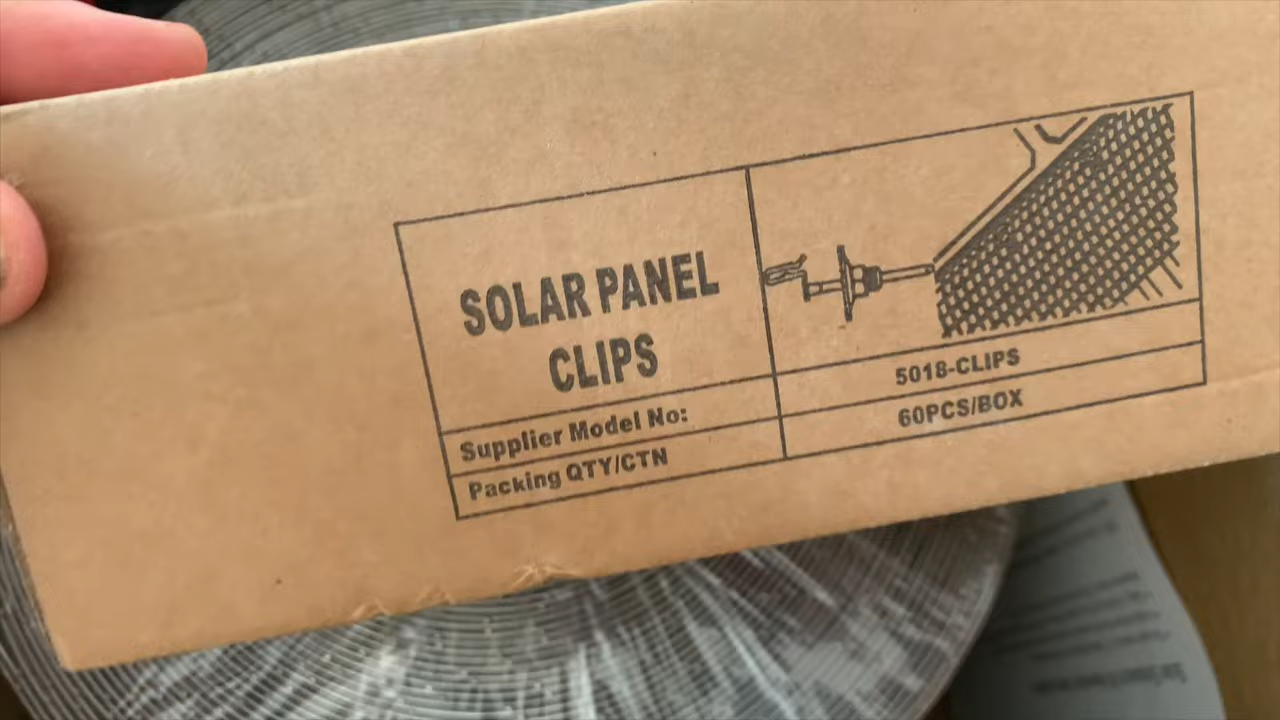 SOLAR PANEL
CLIPS
Supplier Model No:
5018-CLIPS
Packing QTY/CTN
60PCS/BOX